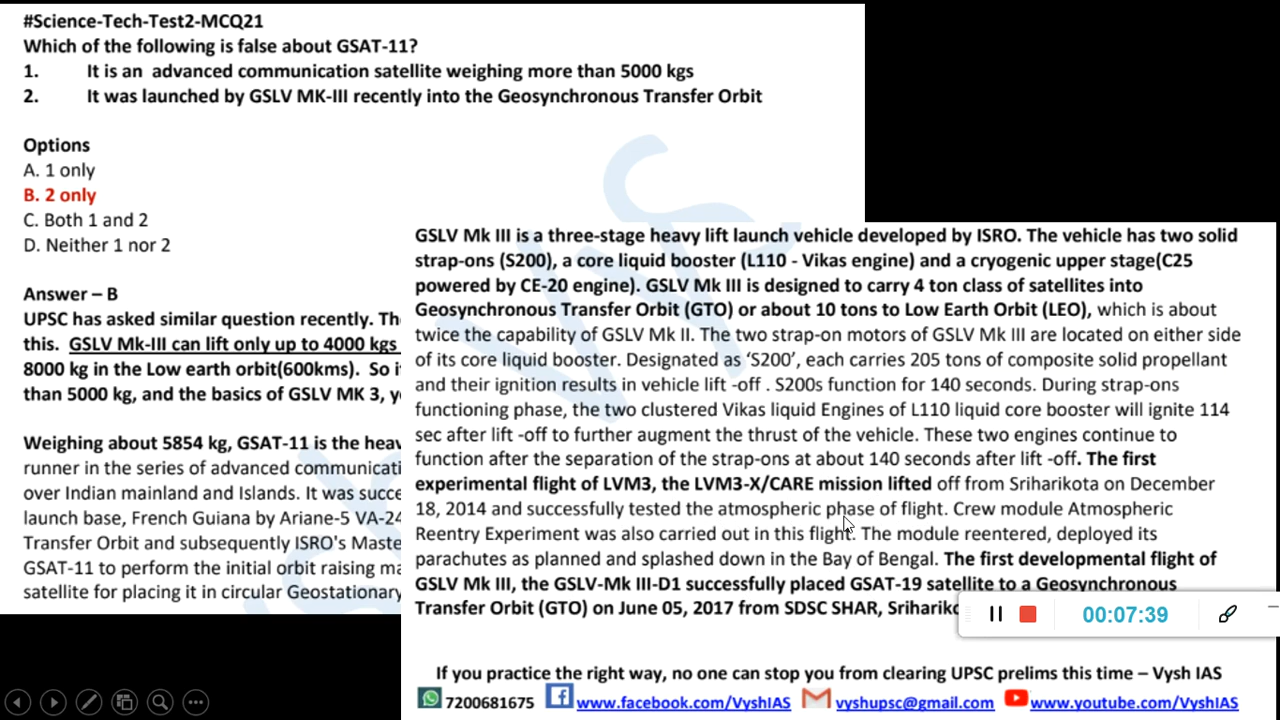 #Science-Tech-Test2-MCQ21
Which of the following is false about GSAT-11?
1. It is an advanced communication satellite weighing more than 5000 kgs
2. It was launched by GSLV MK-III recently into the Geosynchronous Transfer Orbit
Options
A. 1 only
B. 2 only
C. Both 1 and 2
D. Neither 1 nor 2
Answer – B
UPSC has asked similar question recently. Th
this. GSLV Mk-III can lift only up to 4000 kgs
8000 kg in the Low earth orbit(600kms). So i
than 5000 kg, and the basics of GSLV MK 3, y
Weighing about 5854 kg, GSAT-11 is the heav
runner in the series of advanced communicati
over Indian mainland and Islands. It was succe
launch base, French Guiana by Ariane-5 VA-24
Transfer Orbit and subsequently ISRO's Maste
GSAT-11 to perform the initial orbit raising ma
satellite for placing it in circular Geostationary
GSLV Mk III is a three-stage heavy lift launch vehicle developed by ISRO. The vehicle has two solid
strap-ons (S200), a core liquid booster (L110 - Vikas engine) and a cryogenic upper stage(C25
powered by CE-20 engine). GSLV Mk III is designed to carry 4 ton class of satellites into
Geosynchronous Transfer Orbit (GTO) or about 10 tons to Low Earth Orbit (LEO), which is about
twice the capability of GSLV Mk II. The two strap-on motors of GSLV Mk III are located on either side
of its core liquid booster. Designated as ‘S200’, each carries 205 tons of composite solid propellant
and their ignition results in vehicle lift -off . S200s function for 140 seconds. During strap-ons
functioning phase, the two clustered Vikas liquid Engines of L110 liquid core booster will ignite 114
sec after lift -off to further augment the thrust of the vehicle. These two engines continue to
function after the separation of the strap-ons at about 140 seconds after lift -off. The first
experimental flight of LVM3, the LVM3-X/CARE mission lifted off from Sriharikota on December
18, 2014 and successfully tested the atmospheric phase of flight. Crew module Atmospheric
Reentry Experiment was also carried out in this flight. The module reentered, deployed its
parachutes as planned and splashed down in the Bay of Bengal. The first developmental flight of
GSLV Mk III, the GSLV-Mk III-D1 successfully placed GSAT-19 satellite to a Geosynchronous
Transfer Orbit (GTO) on June 05, 2017 from SDSC SHAR, Sriharik
00:07:39
If you practice the right way, no one can stop you from clearing UPSC prelims this time – Vysh IAS
7200681675 www.facebook.com/VyshIAS vyshupsc@gmail.com www.youtube.com/VyshIAS